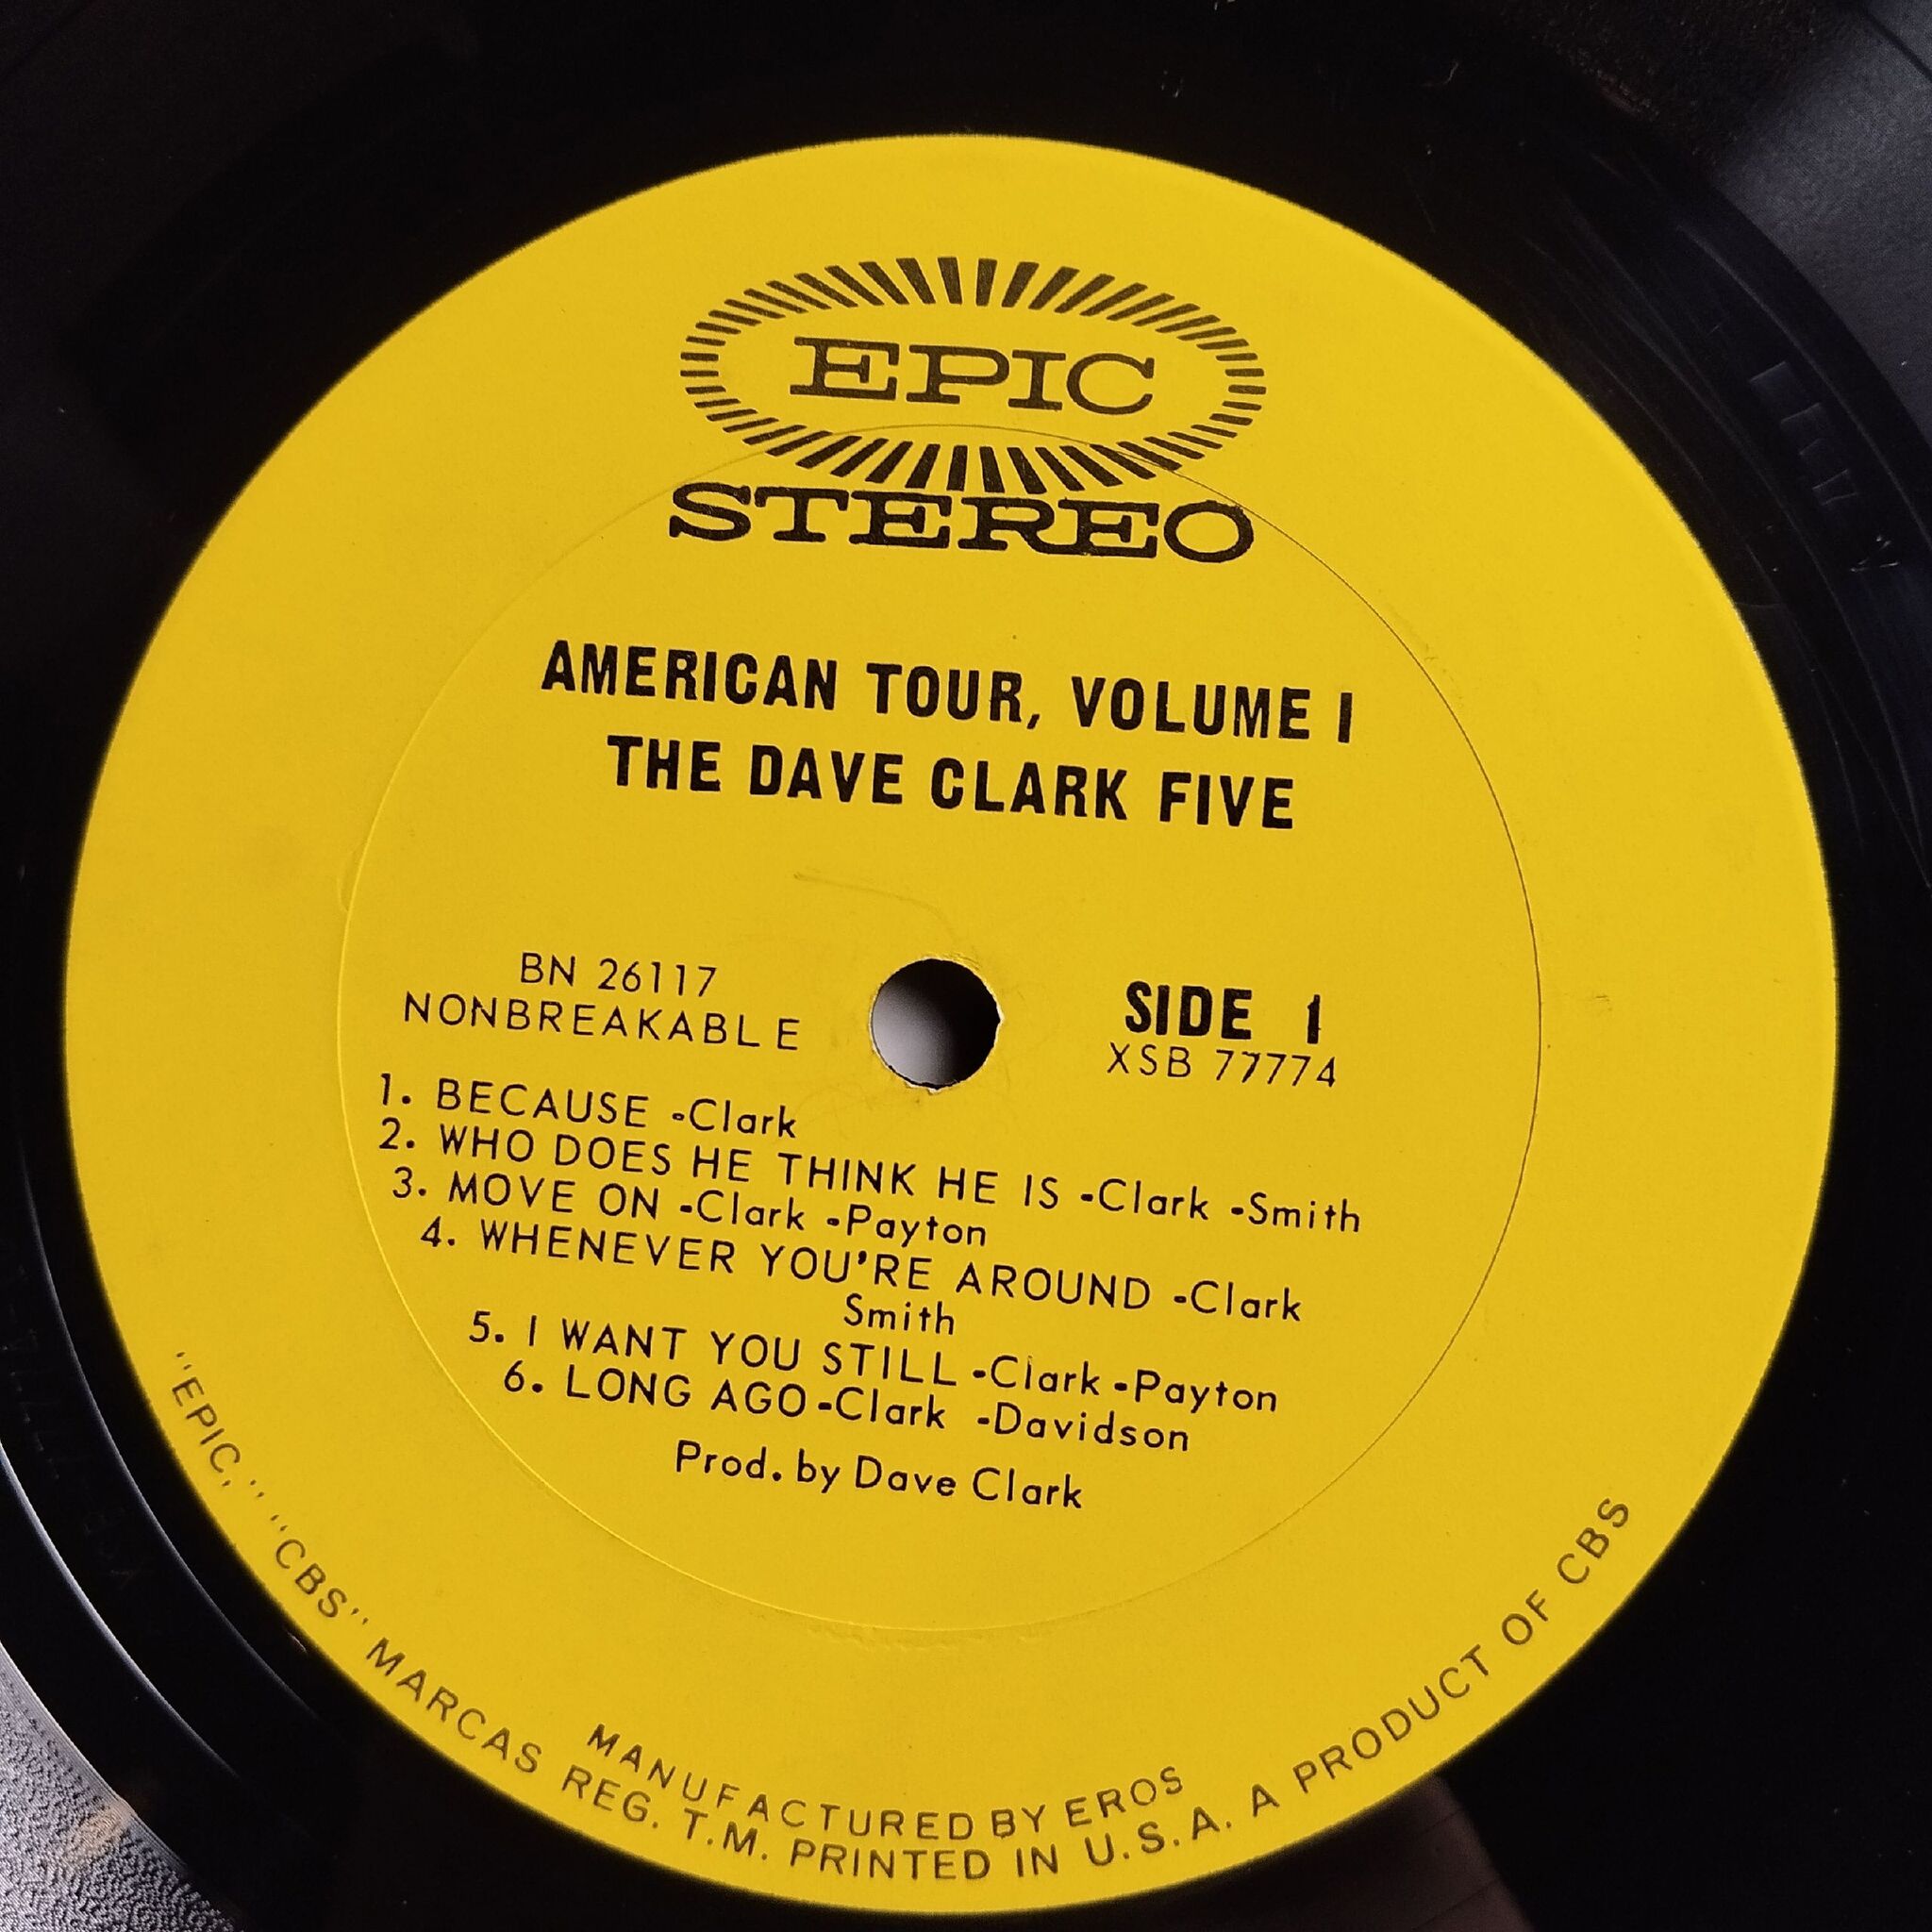 EPIC
STEREO
AMERICAN TOUR, VOLUME I
THE DAVE CLARK FIVE
BN 26117
NONBREAKABLE
SIDE 1
XSB 77774
1. BECAUSE -Clark
2. WHO DOES HE THINK HE IS -Clark -Smith
3. MOVE ON -Clark -Payton
4. WHENEVER YOU'RE AROUND -Clark
Smith
5. I WANT YOU STILL -Clark -Payton
6. LONG AGO -Clark -Davidson
Prod. by Dave Clark
MANUFACTURED BY EROS
"EPIC," "CBS" MARCAS REG. T.M. PRINTED IN U.S.A. A PRODUCT OF CBS